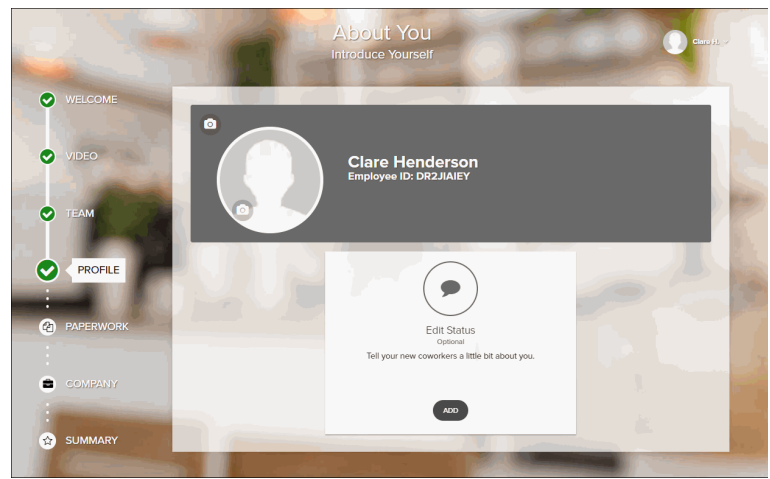 About You
Introduce Yourself
Clare H.
WELCOME
VIDEO
TEAM
PROFILE
PAPERWORK
COMPANY
SUMMARY
Clare Henderson
Employee ID: DR2JIAIEY
Edit Status
Optional
Tell your new coworkers a little bit about you.
ADD